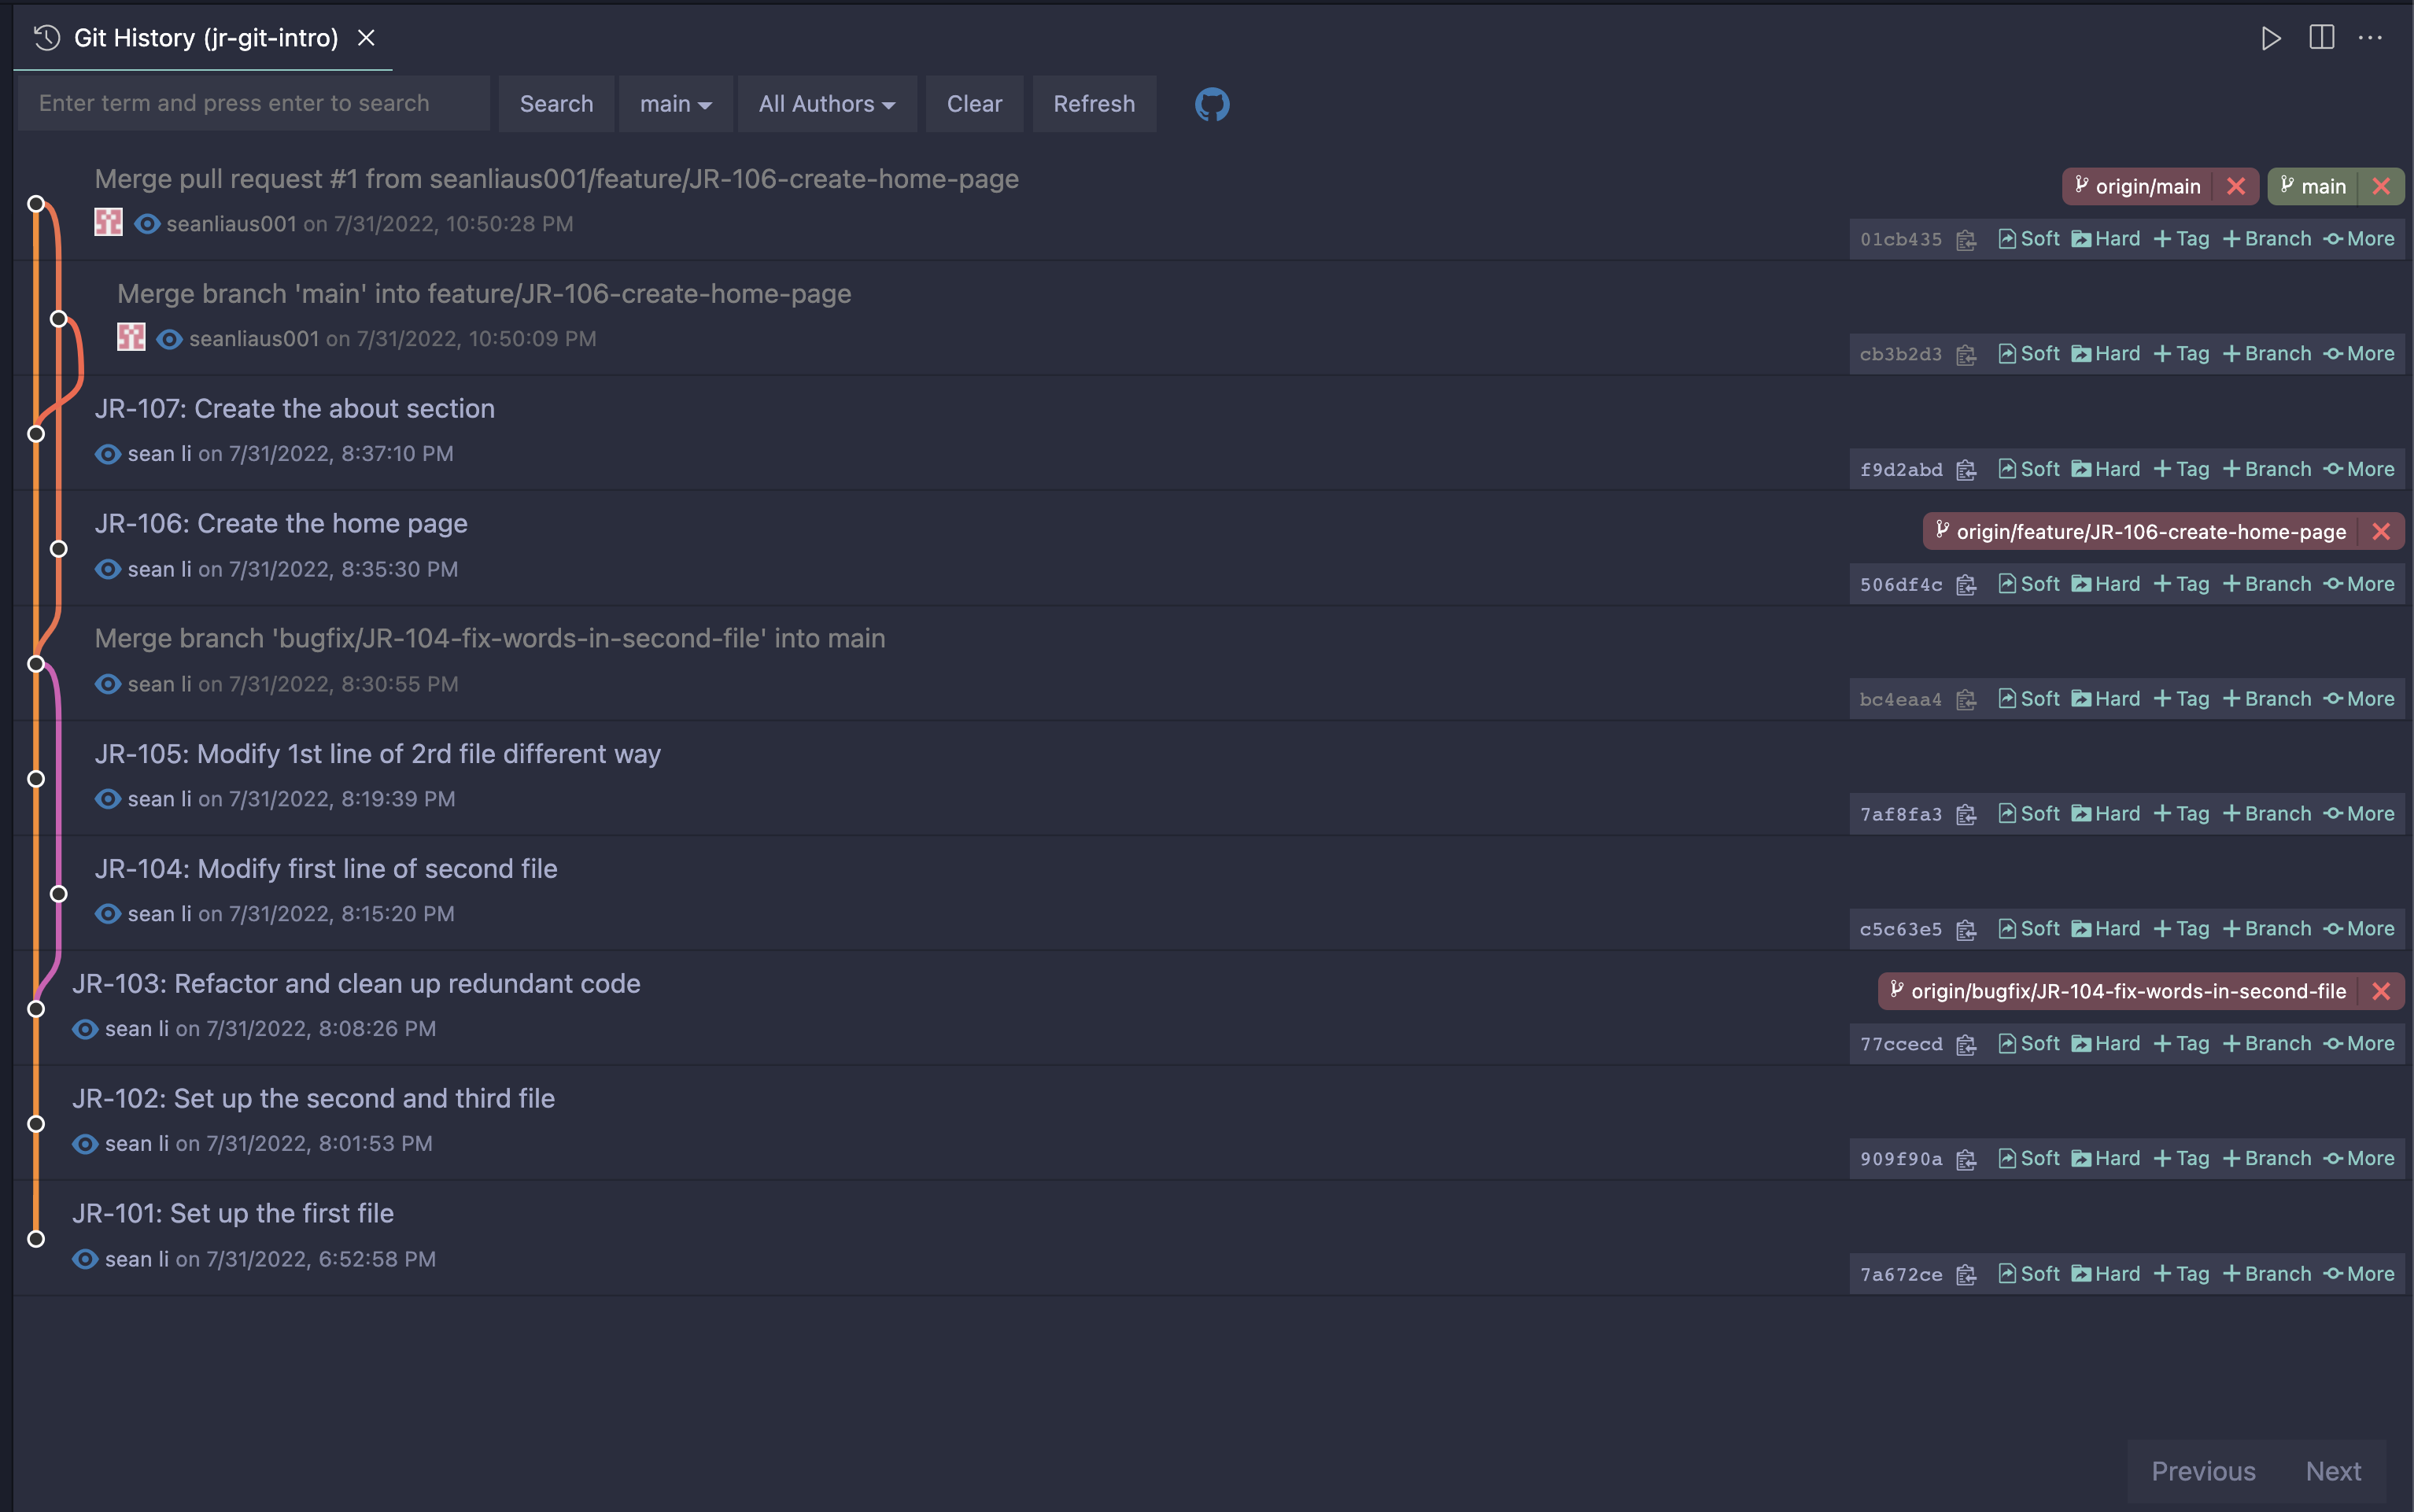 Git History (jr-git-intro)
Enter term and press enter to search Search main All Authors Clear Refresh
Merge pull request #1 from seanliaus001/feature/JR-106-create-home-page
origin/main main
seanliaus001 on 7/31/2022, 10:50:28 PM
01cb435 Soft Hard Tag Branch More
Merge branch 'main' into feature/JR-106-create-home-page
seanliaus001 on 7/31/2022, 10:50:09 PM
cb3b2d3 Soft Hard Tag Branch More
JR-107: Create the about section
sean li on 7/31/2022, 8:37:10 PM
f9d2abd Soft Hard Tag Branch More
JR-106: Create the home page
origin/feature/JR-106-create-home-page
sean li on 7/31/2022, 8:35:30 PM
506df4c Soft Hard Tag Branch More
Merge branch 'bugfix/JR-104-fix-words-in-second-file' into main
sean li on 7/31/2022, 8:30:55 PM
bc4eaa4 Soft Hard Tag Branch More
JR-105: Modify 1st line of 2rd file different way
sean li on 7/31/2022, 8:19:39 PM
7af8fa3 Soft Hard Tag Branch More
JR-104: Modify first line of second file
sean li on 7/31/2022, 8:15:20 PM
c5c63e5 Soft Hard Tag Branch More
JR-103: Refactor and clean up redundant code
origin/bugfix/JR-104-fix-words-in-second-file
sean li on 7/31/2022, 8:08:26 PM
77ccecd Soft Hard Tag Branch More
JR-102: Set up the second and third file
sean li on 7/31/2022, 8:01:53 PM
909f90a Soft Hard Tag Branch More
JR-101: Set up the first file
sean li on 7/31/2022, 6:52:58 PM
7a672ce Soft Hard Tag Branch More
Previous Next